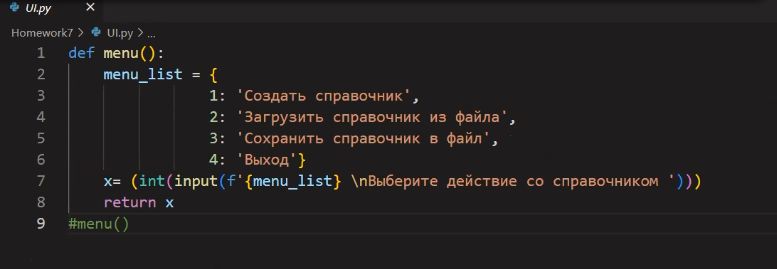 UI.py ×
Homework7 > UI.py > ...
1 def menu():
2     menu_list = {
3                 1: 'Создать справочник',
4                 2: 'Загрузить справочник из файла',
5                 3: 'Сохранить справочник в файл',
6                 4: 'Выход'}
7     x= (int(input(f'{menu_list} \nВыберите действие со справочником ')))
8     return x
9 #menu()